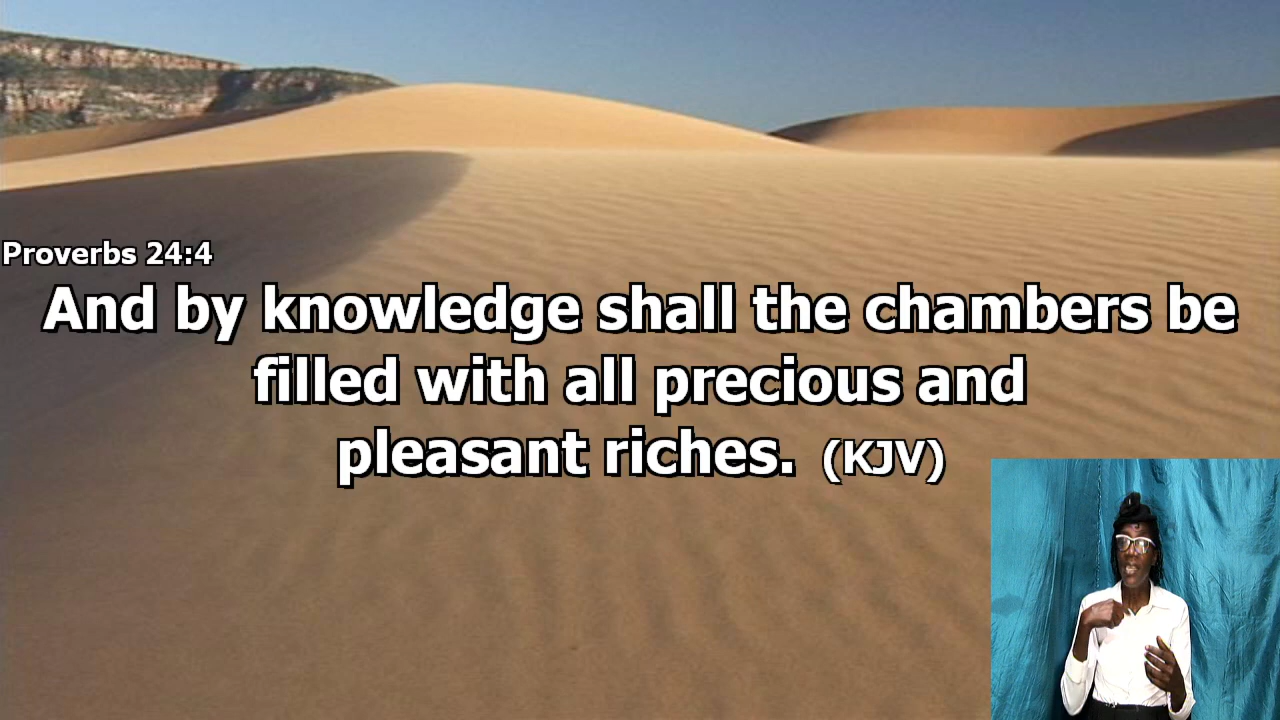 Proverbs 24:4
And by knowledge shall the chambers be
filled with all precious and
pleasant riches. (KJV)